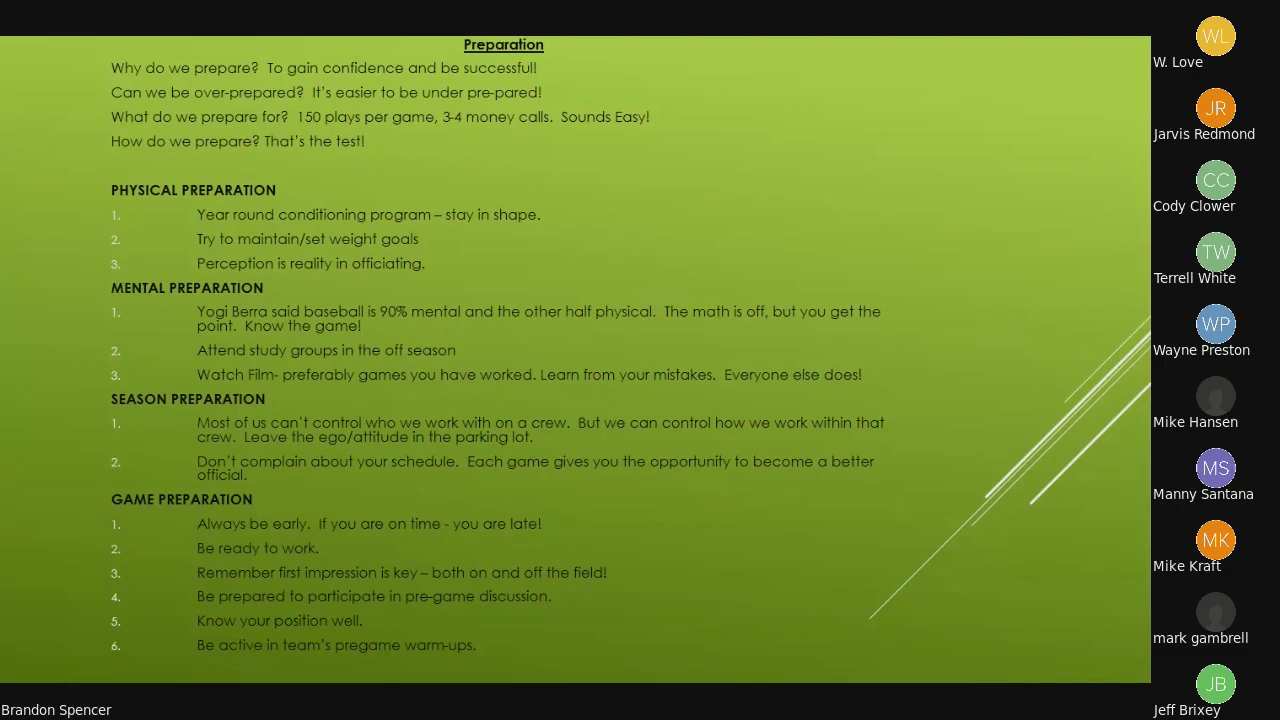 Preparation
Why do we prepare?  To gain confidence and be successful!
Can we be over-prepared?  It's easier to be under pre-pared!
What do we prepare for?  150 plays per game, 3-4 money calls.  Sounds Easy!
How do we prepare? That's the test!
PHYSICAL PREPARATION
1. Year round conditioning program – stay in shape.
2. Try to maintain/set weight goals
3. Perception is reality in officiating.
MENTAL PREPARATION
1. Yogi Berra said baseball is 90% mental and the other half physical.  The math is off, but you get the
point.  Know the game!
2. Attend study groups in the off season
3. Watch Film- preferably games you have worked. Learn from your mistakes.  Everyone else does!
SEASON PREPARATION
1. Most of us can't control who we work with on a crew.  But we can control how we work within that
crew.  Leave the ego/attitude in the parking lot.
2. Don't complain about your schedule.  Each game gives you the opportunity to become a better
official.
GAME PREPARATION
1. Always be early.  If you are on time - you are late!
2. Be ready to work.
3. Remember first impression is key – both on and off the field!
4. Be prepared to participate in pre-game discussion.
5. Know your position well.
6. Be active in team's pregame warm-ups.
Brandon Spencer
WL
W. Love
JR
Jarvis Redmond
CC
Cody Clower
TW
Terrell White
WP
Wayne Preston
Mike Hansen
MS
Manny Santana
MK
Mike Kraft
mark gambrell
JB
Jeff Brixey